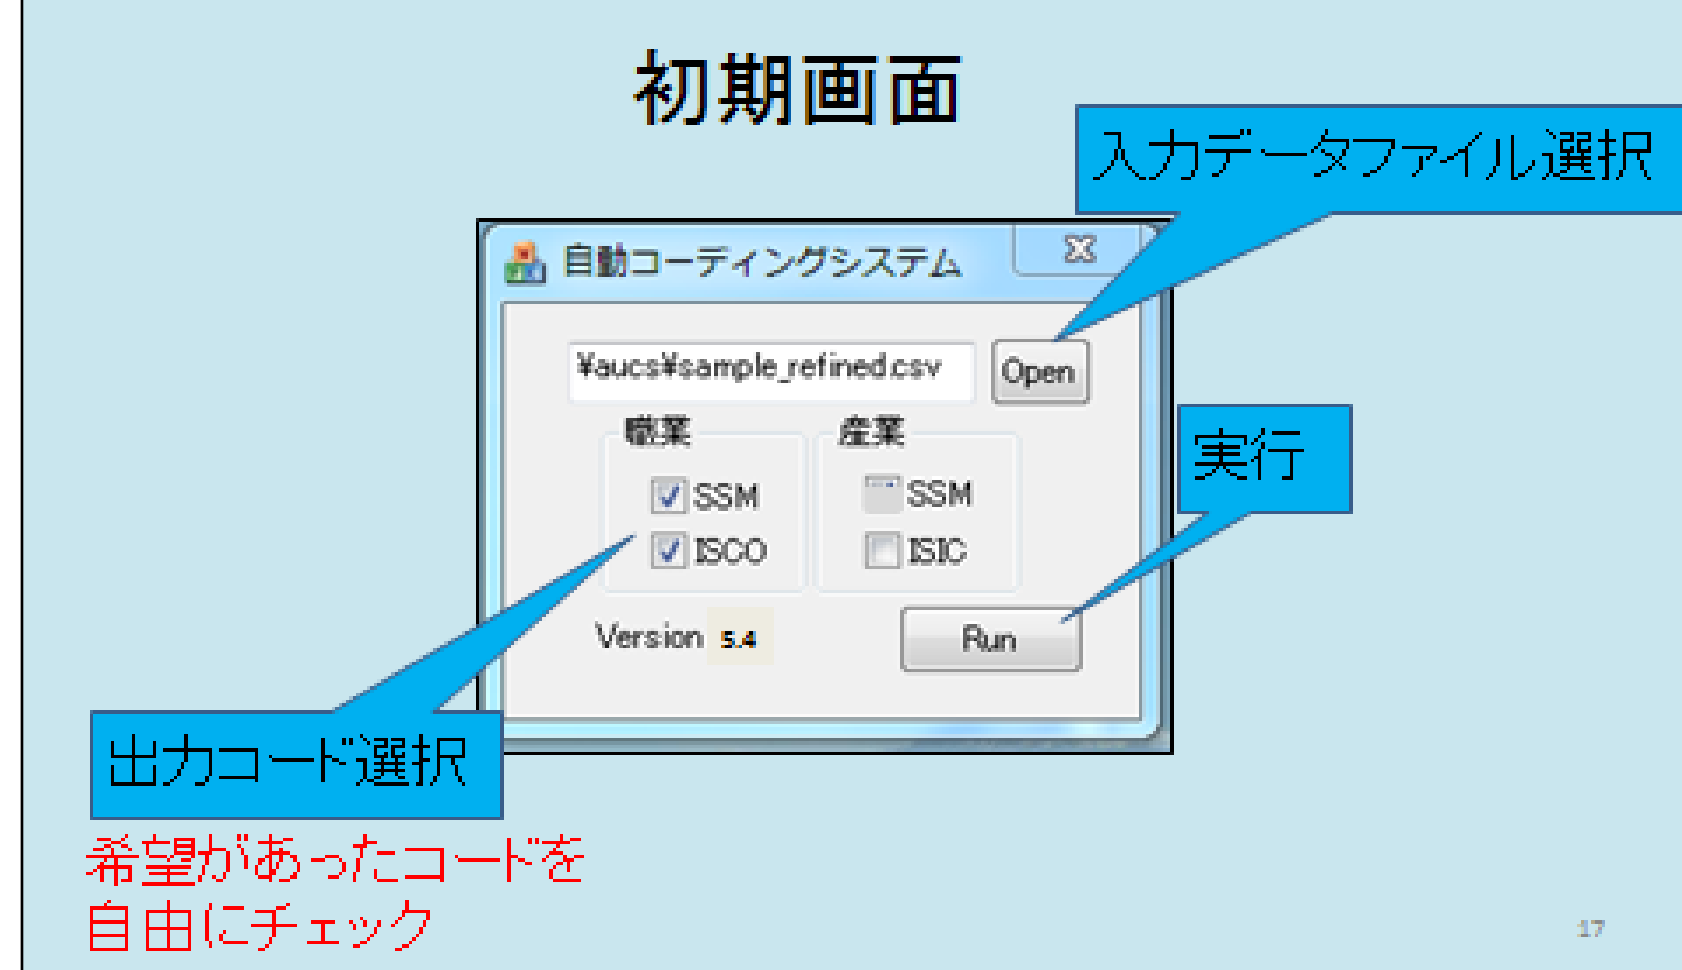 初期画面
入力データファイル選択
自動コーディングシステム
¥aucs¥sample_refined.csv
Open
職業
産業
実行
SSM
SSM
ISCO
ISIC
Version 5.4
Run
出力コード選択
希望があったコードを
自由にチェック
17